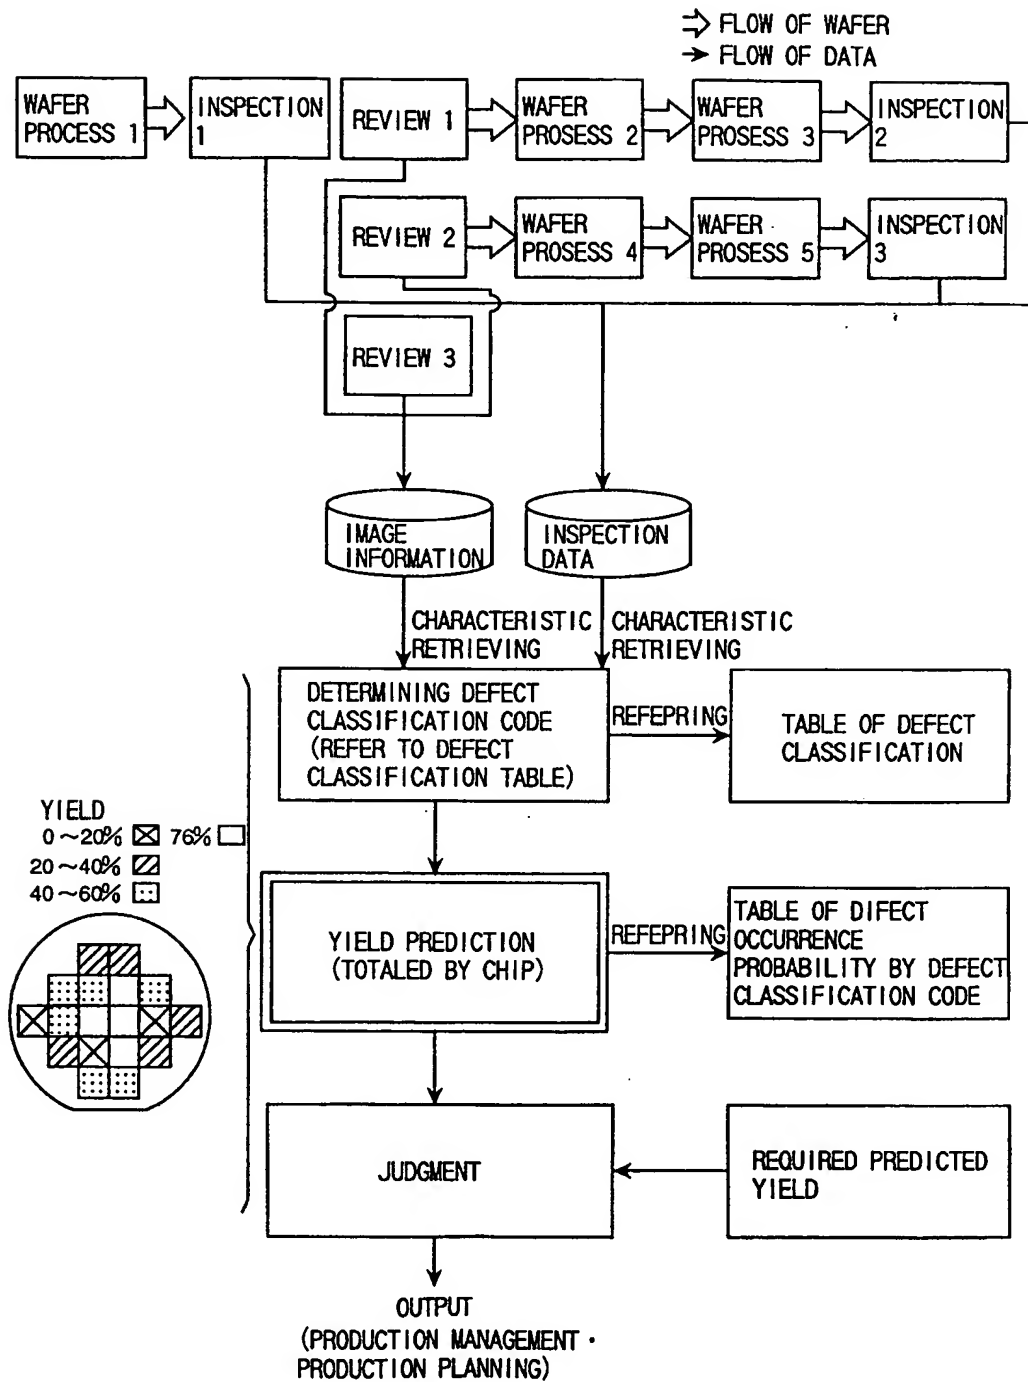 FLOW OF WAFER
FLOW OF DATA
WAFER
PROCESS 1
INSPECTION
1
REVIEW 1
WAFER
PROSESS 2
WAFER
PROSESS 3
INSPECTION
2
REVIEW 2
WAFER
PROSESS 4
WAFER
PROSESS 5
INSPECTION
3
REVIEW 3
IMAGE
INFORMATION
INSPECTION
DATA
CHARACTERISTIC
RETRIEVING
CHARACTERISTIC
RETRIEVING
DETERMINING DEFECT
CLASSIFICATION CODE
(REFER TO DEFECT
CLASSIFICATION TABLE)
REFEPRING
TABLE OF DEFECT
CLASSIFICATION
YIELD
0~20% 76%
20~40%
40~60%
YIELD PREDICTION
(TOTALED BY CHIP)
REFEPRING
TABLE OF DIFECT
OCCURRENCE
PROBABILITY BY DEFECT
CLASSIFICATION CODE
JUDGMENT
REQUIRED PREDICTED
YIELD
OUTPUT
(PRODUCTION MANAGEMENT・
PRODUCTION PLANNING)